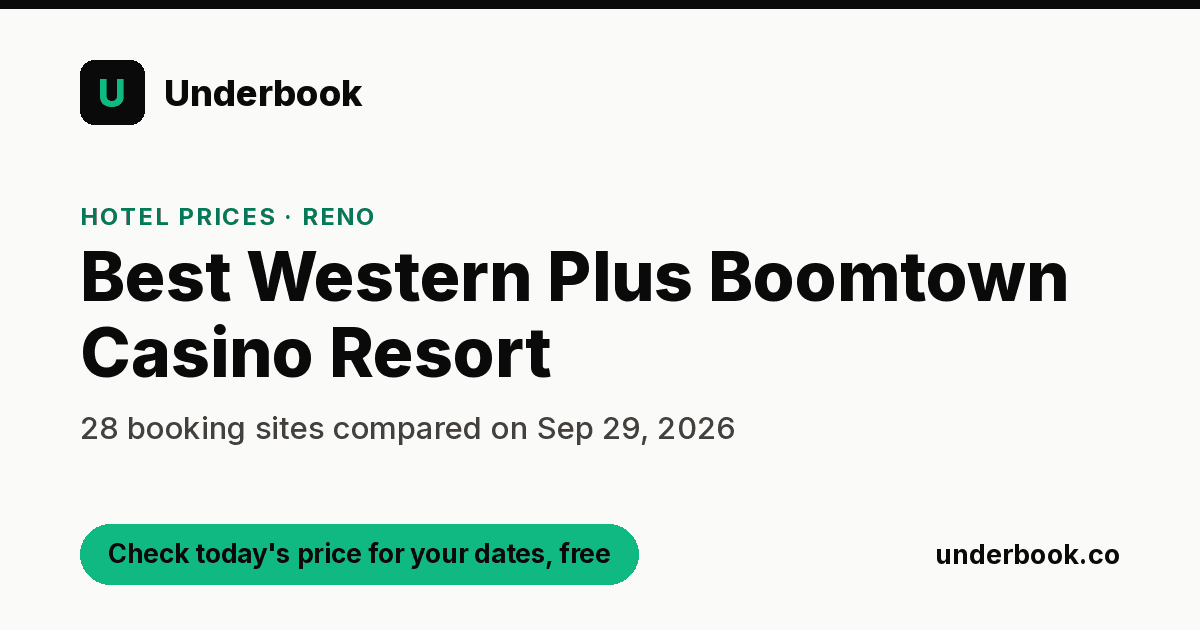 U
Underbook
HOTEL PRICES · RENO
Best Western Plus Boomtown
Casino Resort
28 booking sites compared on Sep 29, 2026
Check today's price for your dates, free
underbook.co